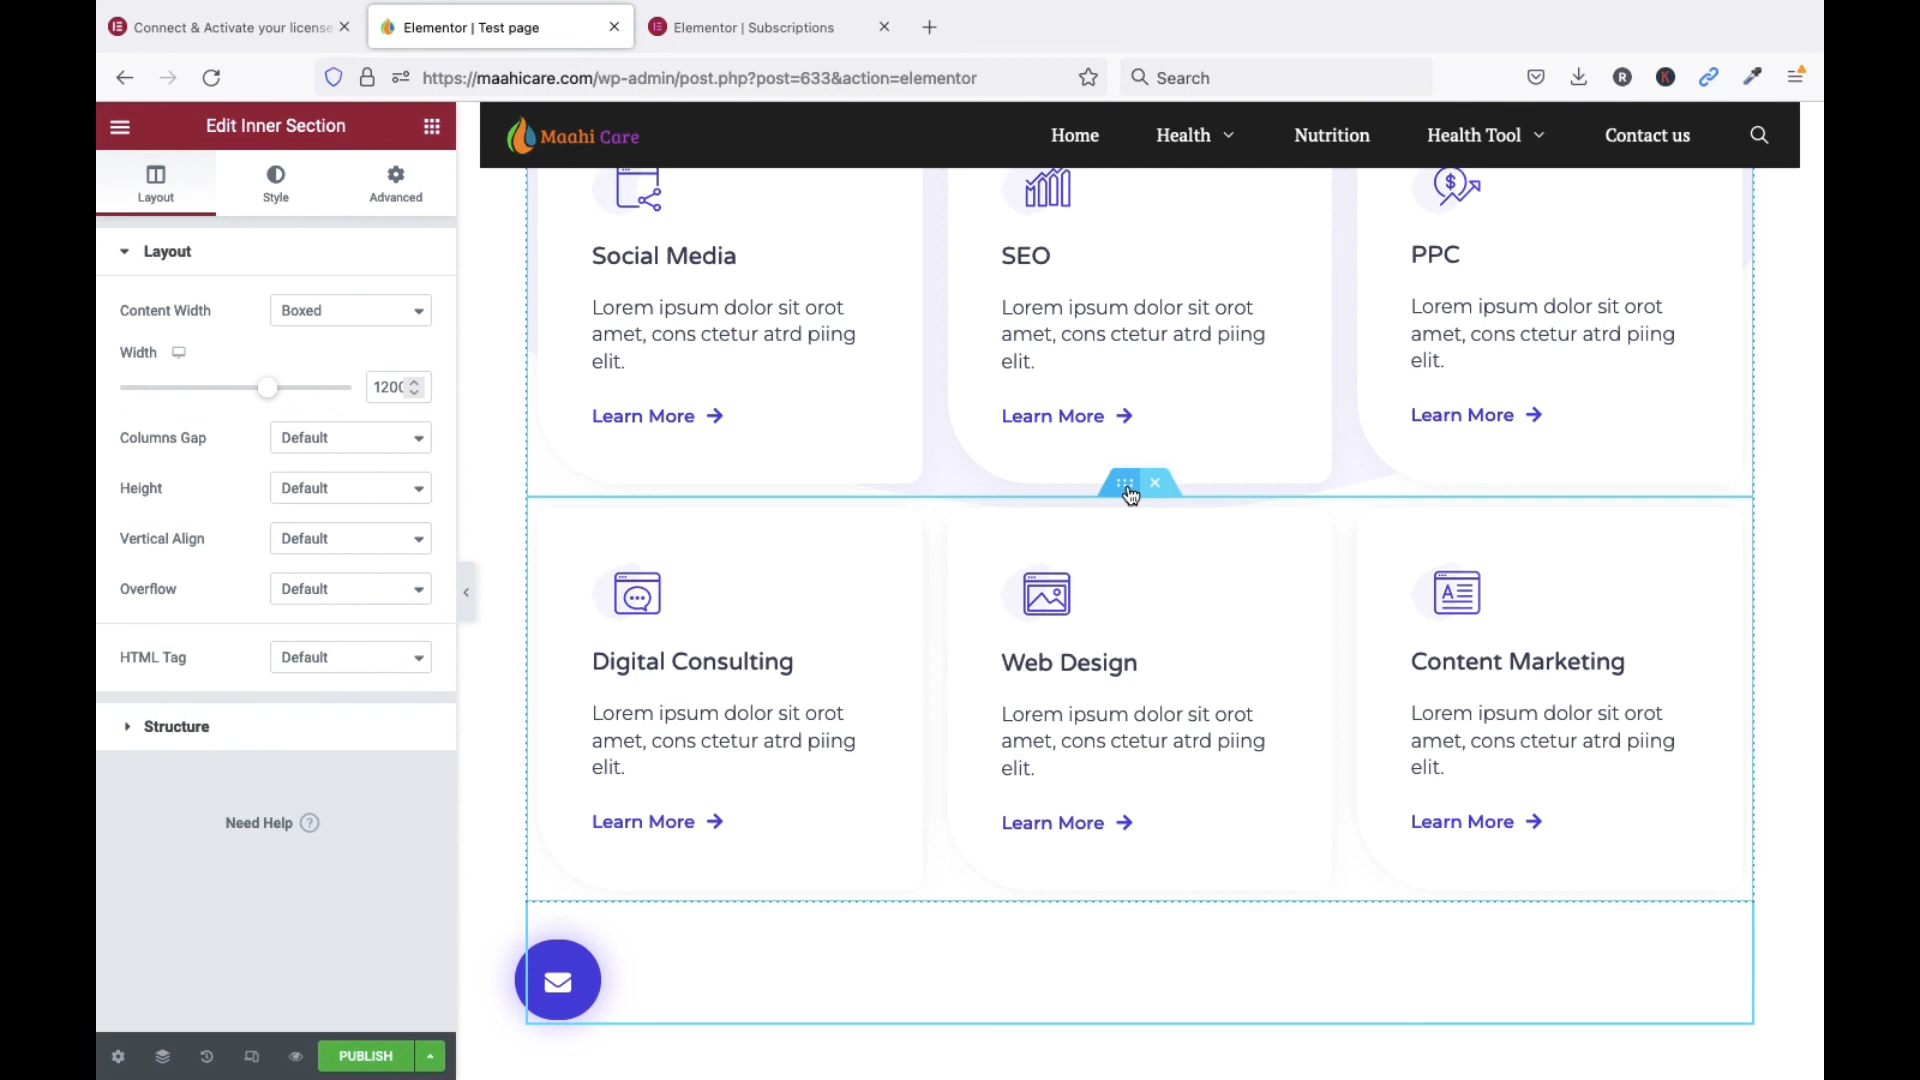 Connect & Activate your license
Elementor | Test page
Elementor | Subscriptions
https://maahicare.com/wp-admin/post.php?post=633&action=elementor
Search
R
K
Edit Inner Section
Layout
Style
Advanced
Layout
Content Width
Boxed
Width
1200
Columns Gap
Default
Height
Default
Vertical Align
Default
Overflow
Default
HTML Tag
Default
Structure
Need Help ?
PUBLISH
Maahi Care
Home
Health
Nutrition
Health Tool
Contact us
Social Media
Lorem ipsum dolor sit orot
amet, cons ctetur atrd piing
elit.
Learn More
SEO
Lorem ipsum dolor sit orot
amet, cons ctetur atrd piing
elit.
Learn More
$
PPC
Lorem ipsum dolor sit orot
amet, cons ctetur atrd piing
elit.
Learn More
Digital Consulting
Lorem ipsum dolor sit orot
amet, cons ctetur atrd piing
elit.
Learn More
Web Design
Lorem ipsum dolor sit orot
amet, cons ctetur atrd piing
elit.
Learn More
A
Content Marketing
Lorem ipsum dolor sit orot
amet, cons ctetur atrd piing
elit.
Learn More